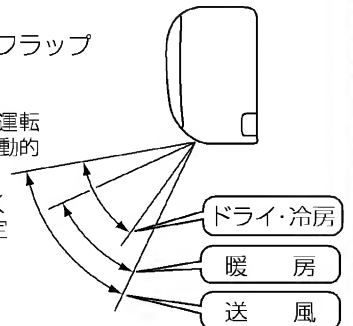 フラップ
運転
動的
ドライ・冷房
暖　房
送　風